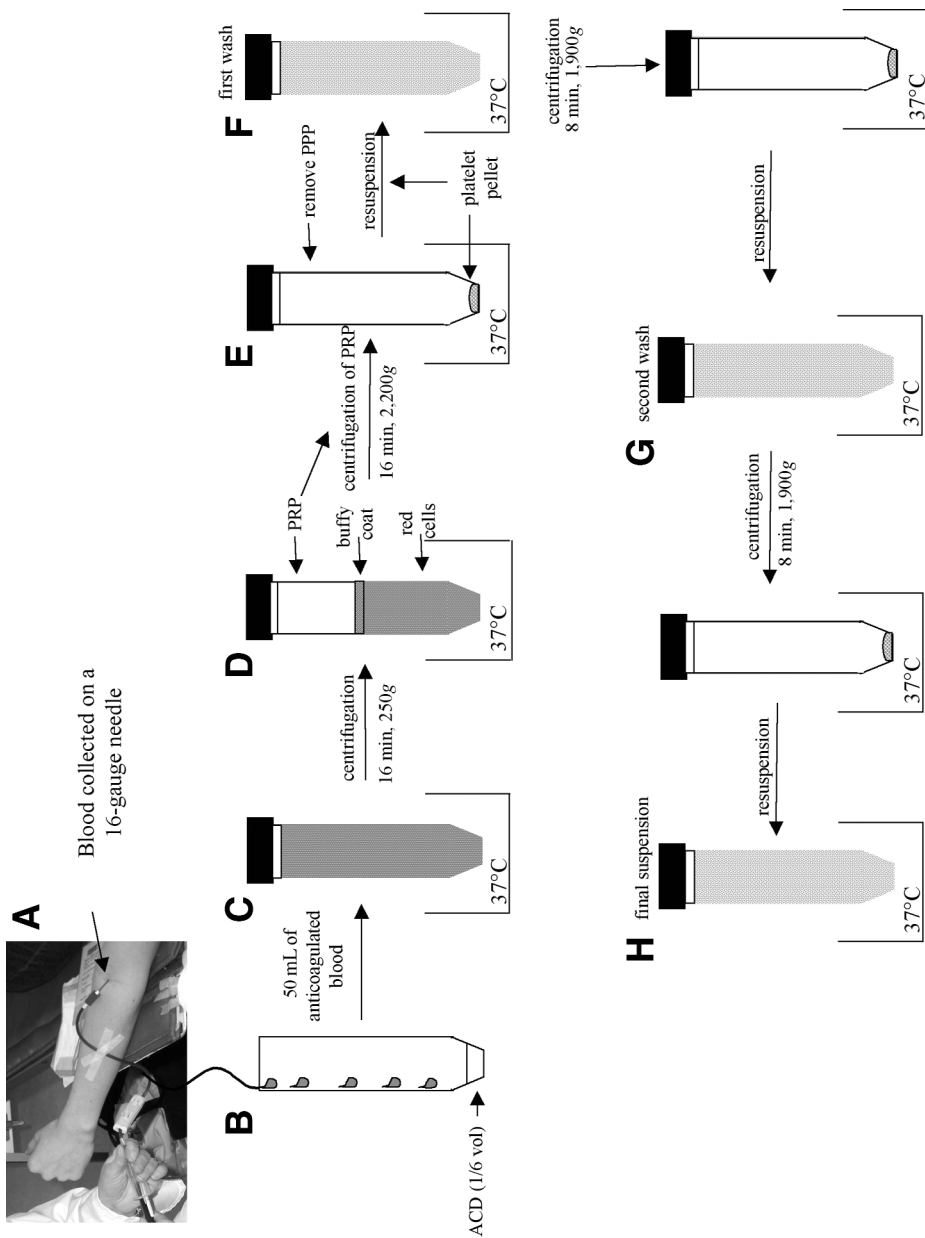 A
Blood collected on a
16-gauge needle
B
ACD (1/6 vol)
50 mL of
anticoagulated
blood
C
37°C
centrifugation
16 min, 250g
D
PRP
buffy
coat
red
cells
37°C
centrifugation of PRP
16 min, 2,200g
E
remove PPP
platelet
pellet
37°C
resuspension
F
first wash
37°C
centrifugation
8 min, 1,900g
37°C
resuspension
G
second wash
37°C
centrifugation
8 min, 1,900g
37°C
resuspension
H
final suspension
37°C